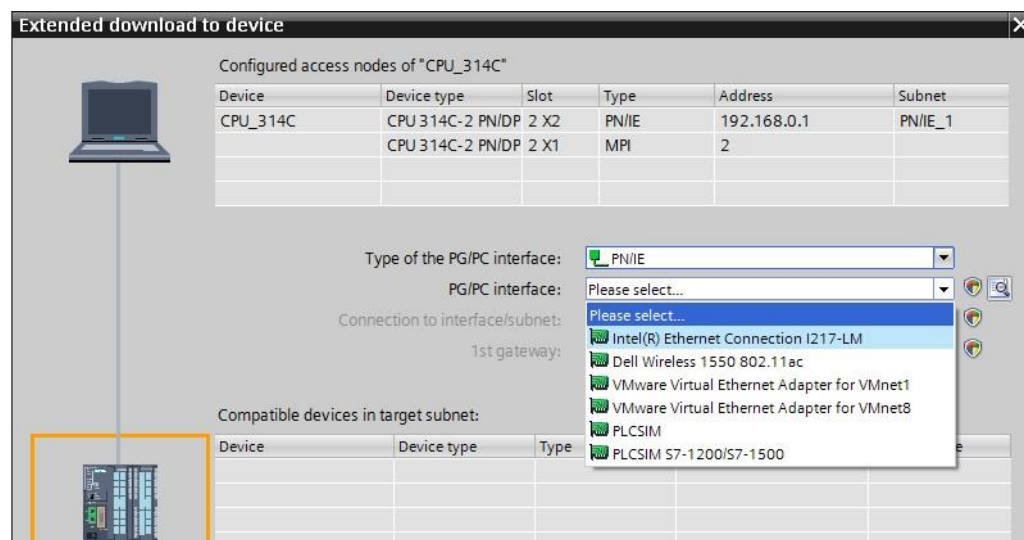 Extended download to device
Configured access nodes of "CPU_314C"
Device Device type Slot Type Address Subnet
CPU_314C CPU 314C-2 PN/DP 2 X2 PN/IE 192.168.0.1 PN/IE_1
CPU 314C-2 PN/DP 2 X1 MPI 2
Type of the PG/PC interface: PN/IE
PG/PC interface: Please select...
Connection to interface/subnet: Please select...
Intel(R) Ethernet Connection I217-LM
1st gateway: Dell Wireless 1550 802.11ac
VMware Virtual Ethernet Adapter for VMnet1
VMware Virtual Ethernet Adapter for VMnet8
Compatible devices in target subnet:
PLCSIM
Device Device type Type PLCSIM S7-1200/S7-1500